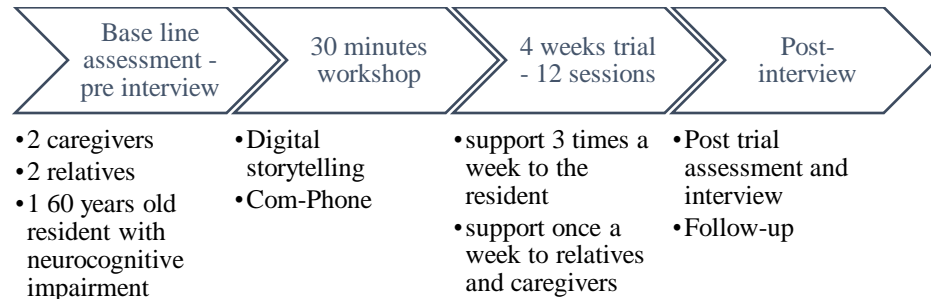 Base line
assessment -
pre interview
30 minutes
workshop
4 weeks trial
- 12 sessions
Post-
interview
•2 caregivers
•2 relatives
•1 60 years old
resident with
neurocognitive
impairment
•Digital
storytelling
•Com-Phone
•support 3 times a
week to the
resident
•support once a
week to relatives
and caregivers
•Post trial
assessment and
interview
•Follow-up